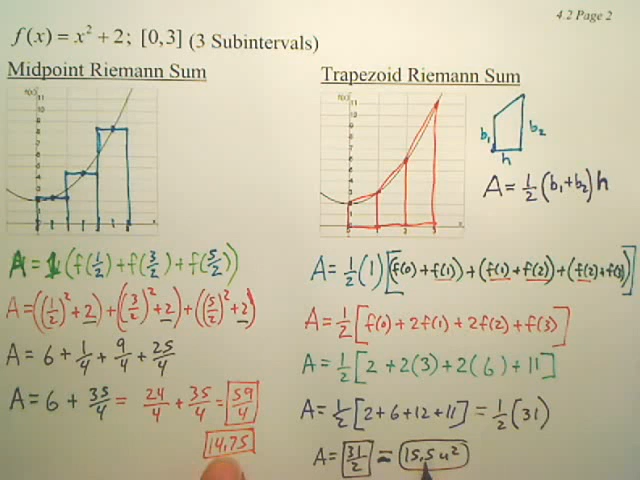 4.2 Page 2
f(x) = x² + 2; [0,3] (3 Subintervals)
Midpoint Riemann Sum
f(x)
A = 1(f(1/2) + f(3/2) + f(5/2))
A = ((1/2)² + 2) + ((3/2)² + 2) + ((5/2)² + 2)
A = 6 + 1/4 + 9/4 + 25/4
A = 6 + 35/4 = 24/4 + 35/4 = 59/4
14.75
Trapezoid Riemann Sum
f(x)
b₁ b₂
h
A = 1/2 (b₁ + b₂) h
A = 1/2 (1) [(f(0) + f(1)) + (f(1) + f(2)) + (f(2) + f(3))]
A = 1/2 [f(0) + 2f(1) + 2f(2) + f(3)]
A = 1/2 [2 + 2(3) + 2(6) + 11]
A = 1/2 [2 + 6 + 12 + 11] = 1/2 (31)
A = 31/2 = 15.5 u²